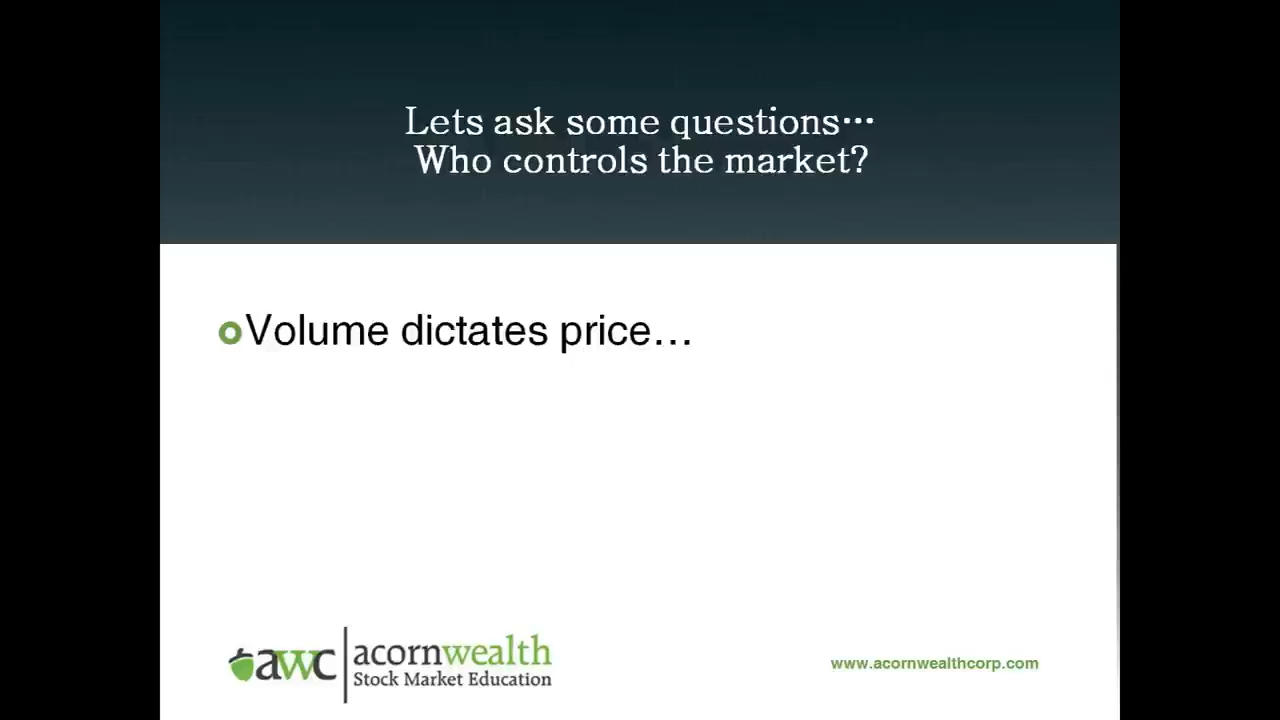 Lets ask some questions…
Who controls the market?
Volume dictates price…
awc
acornwealth
Stock Market Education
www.acornwealthcorp.com